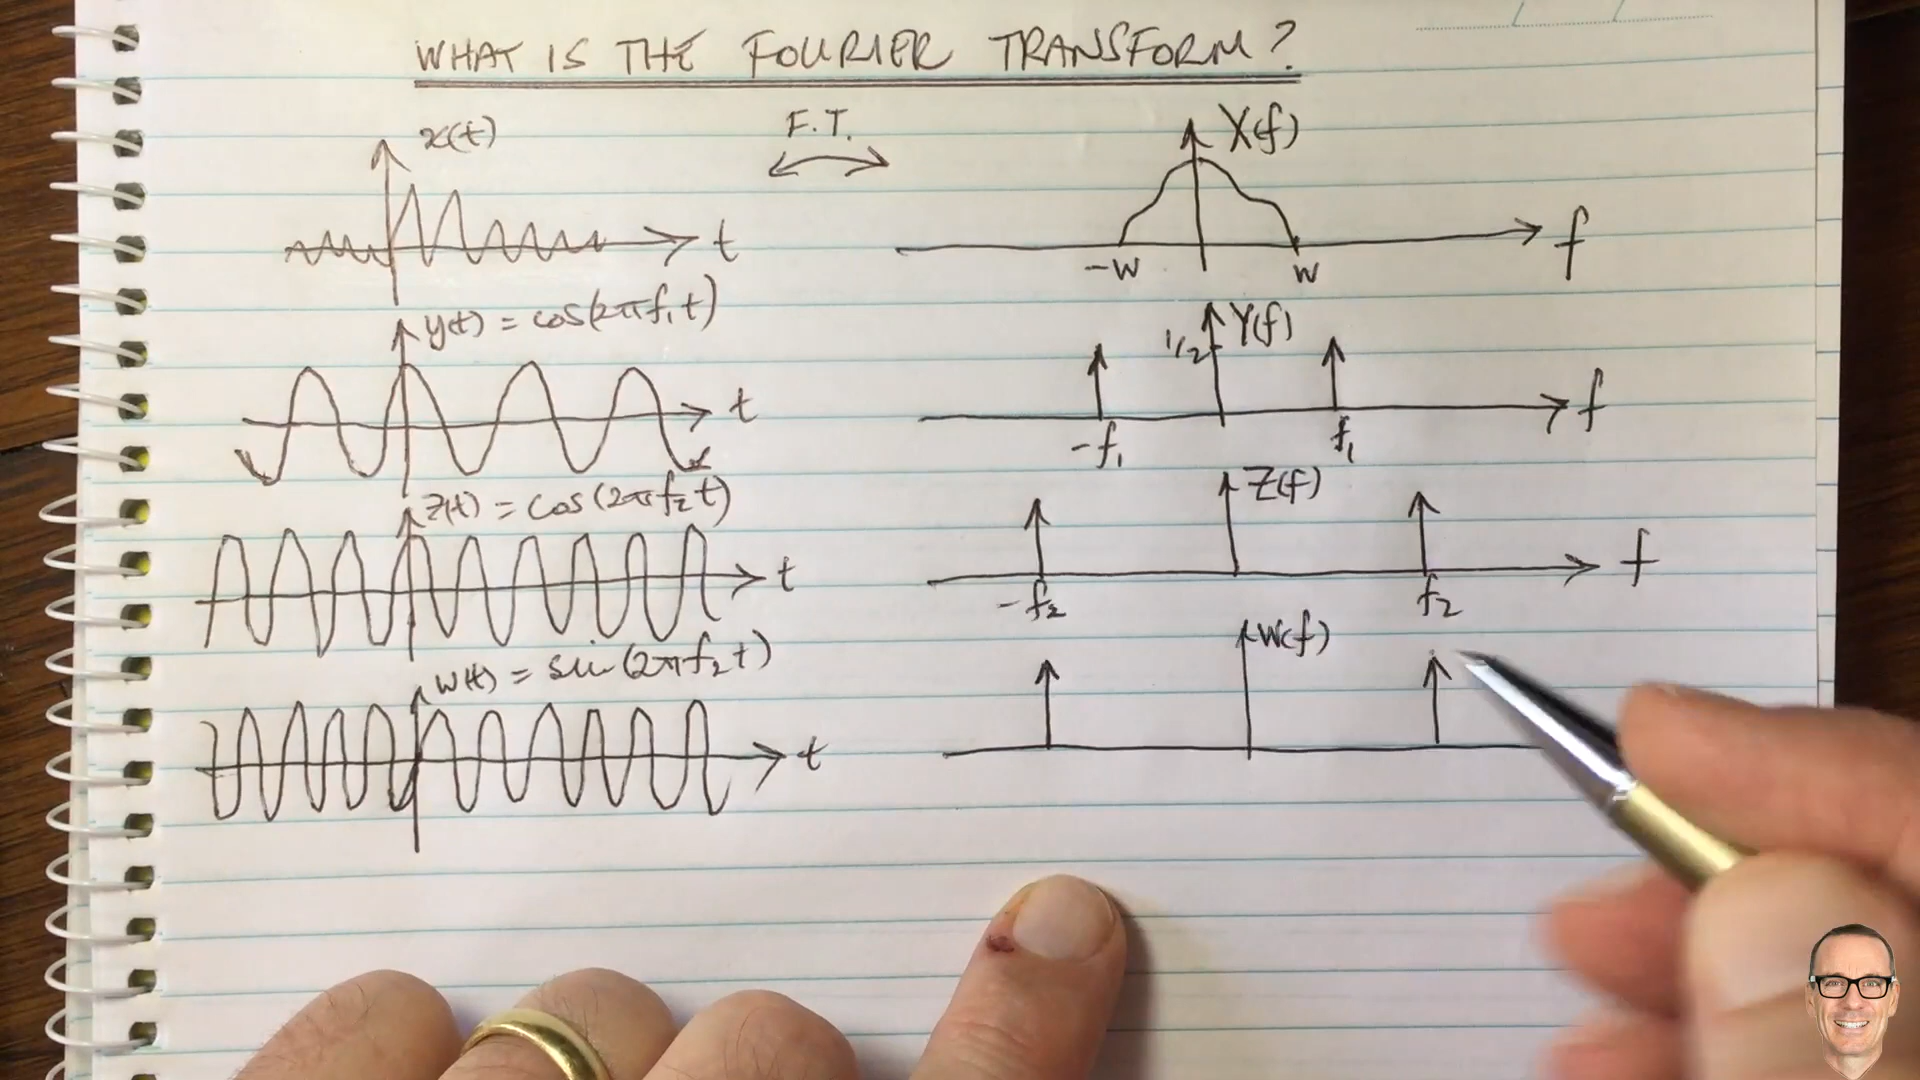 WHAT IS THE FOURIER TRANSFORM?
x(t)
F.T.
X(f)
t
f
-W
W
y(t) = cos(2πf₁t)
1/2
Y(f)
t
f
-f₁
f₁
z(t) = cos(2πf₂t)
Z(f)
t
f
-f₂
f₂
w(t) = sin(2πf₂t)
W(f)
t